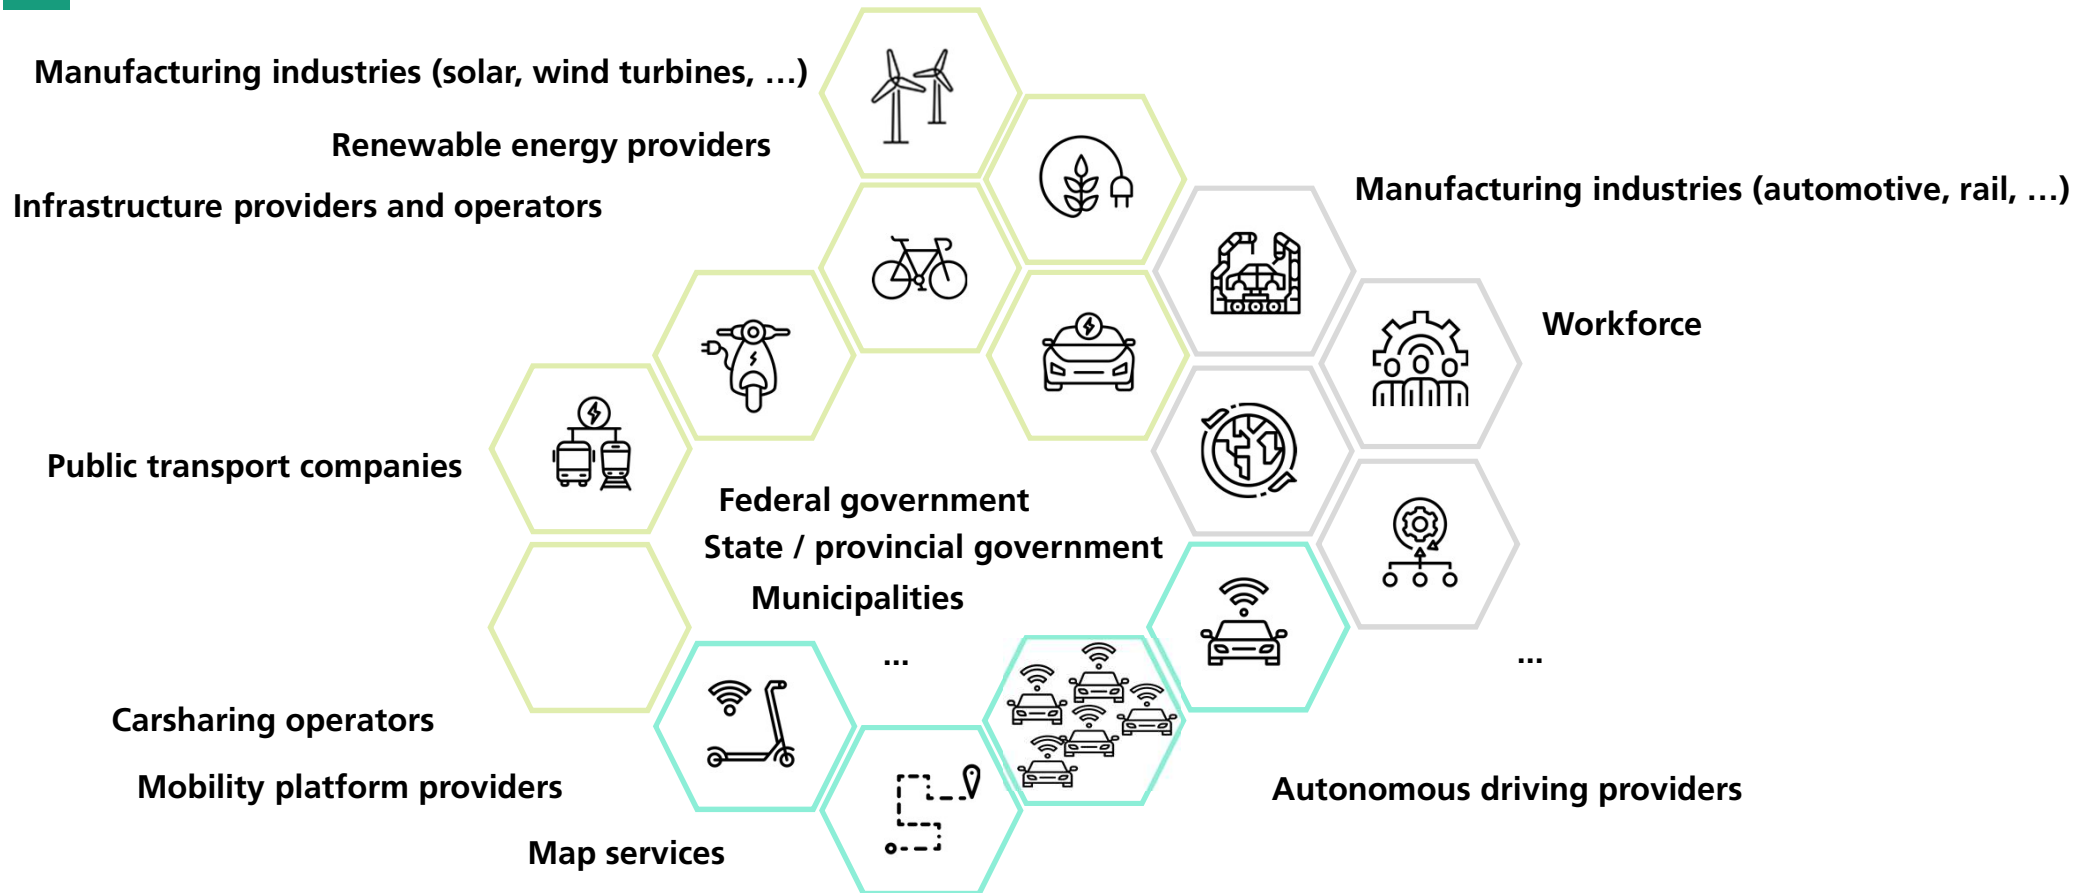 Manufacturing industries (solar, wind turbines, …)
Renewable energy providers
Infrastructure providers and operators
Manufacturing industries (automotive, rail, …)
Workforce
Public transport companies
Federal government
State / provincial government
Municipalities
...
...
Carsharing operators
Mobility platform providers
Map services
Autonomous driving providers